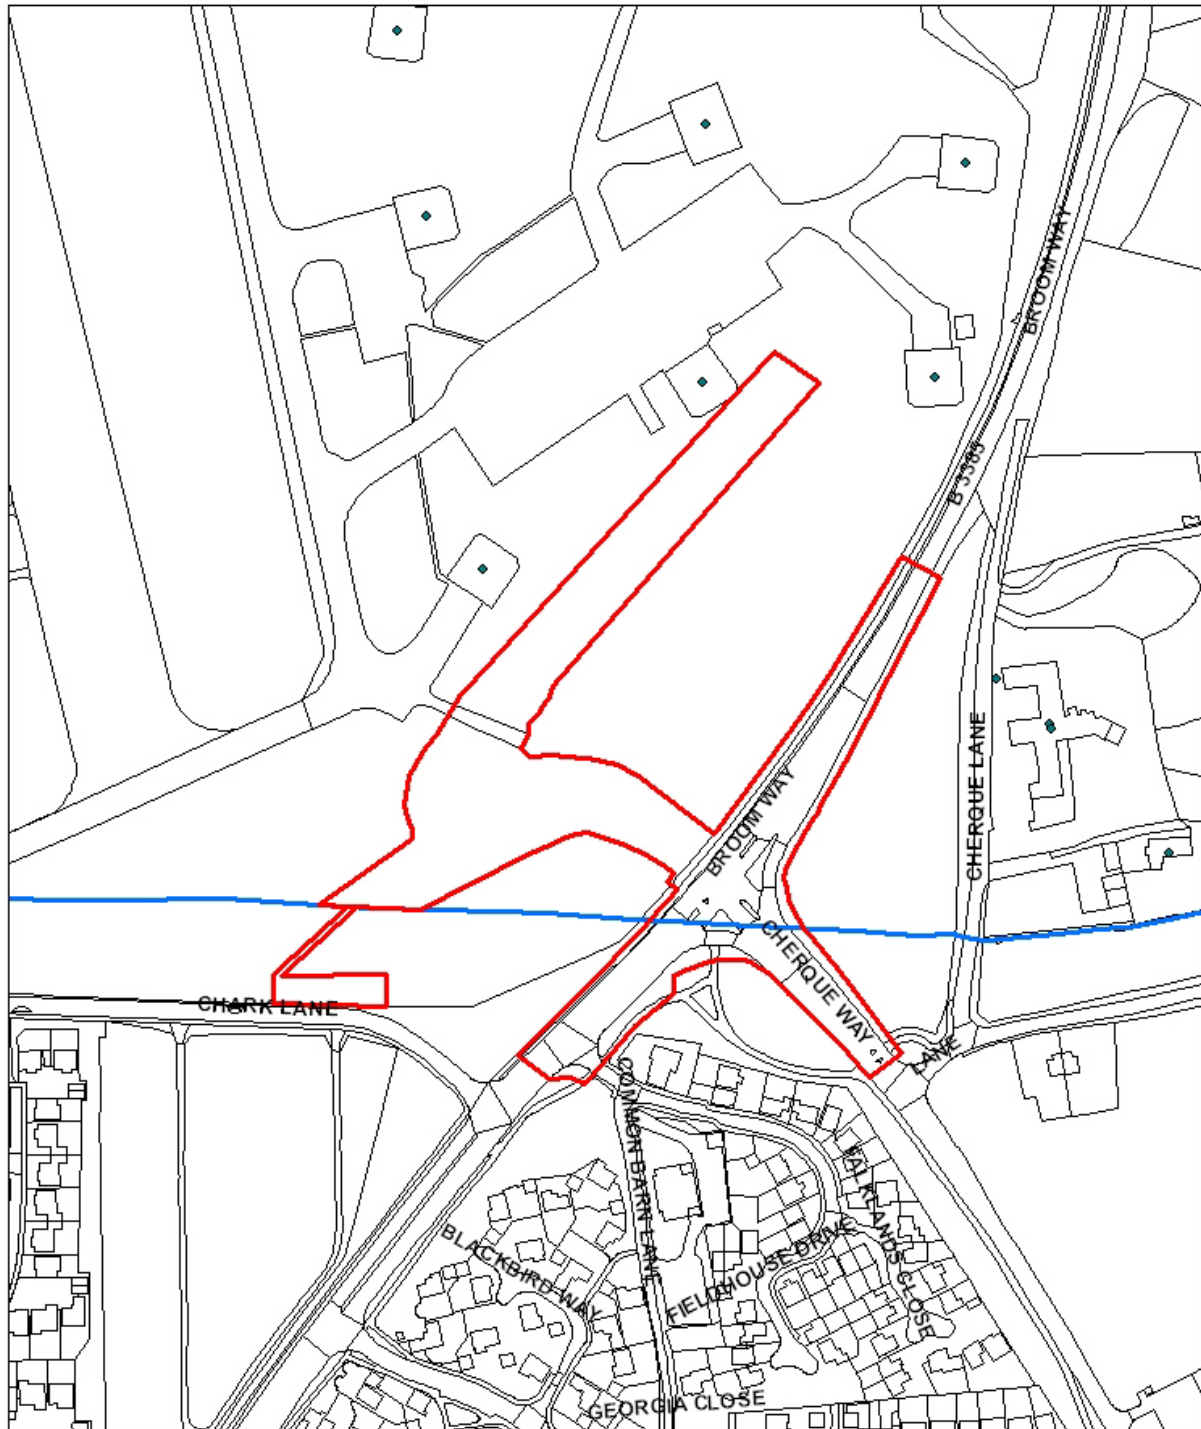 BROOM WAY
B 3385
CHERQUE LANE
BROOM WAY
CHERQUE WAY
CHARK LANE
LANE
COMMON BARN LANE
FALKLANDS CLOSE
BLACKBIRD WAY
FIELDHOUSE DRIVE
GEORGIA CLOSE